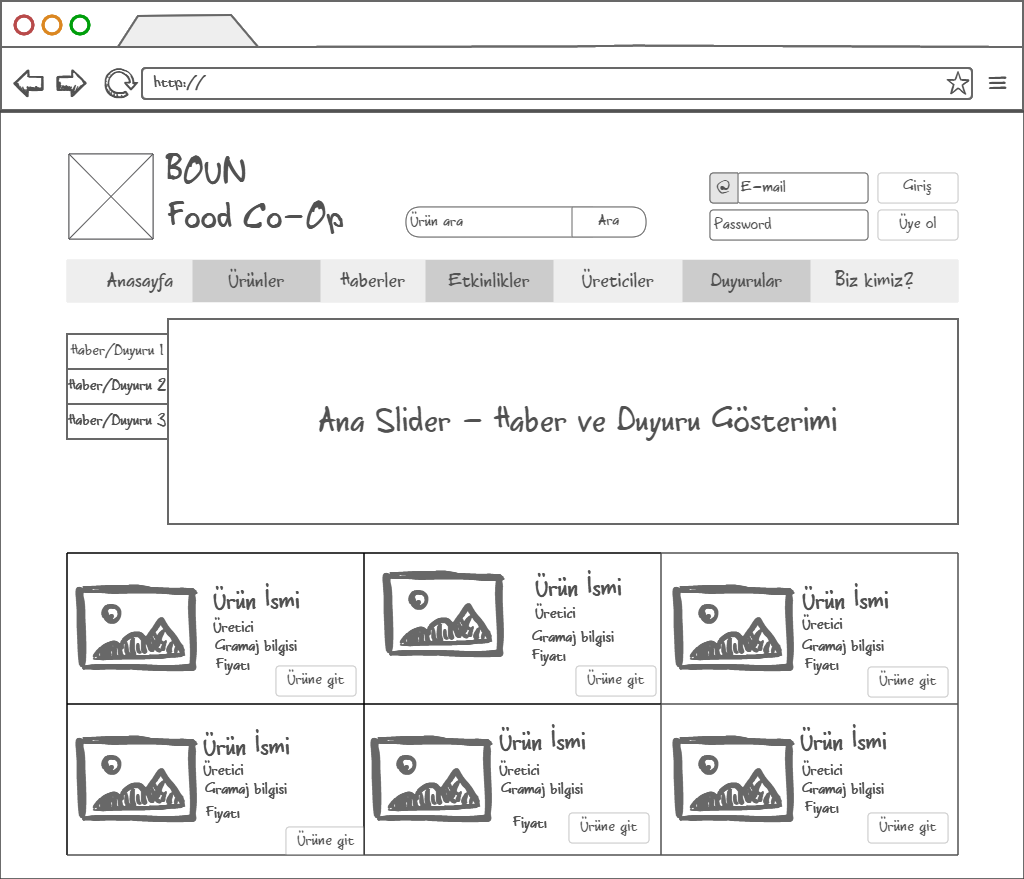 http://
BOUN
Food Co-Op
Ürün ara
Ara
@ E-mail
Giriş
Password
Üye ol
Anasayfa
Ürünler
Haberler
Etkinlikler
Üreticiler
Duyurular
Biz kimiz?
Haber/Duyuru 1
Haber/Duyuru 2
Haber/Duyuru 3
Ana Slider - Haber ve Duyuru Gösterimi
Ürün İsmi
Üretici
Gramaj bilgisi
Fiyatı
Ürüne git
Ürün İsmi
Üretici
Gramaj bilgisi
Fiyatı
Ürüne git
Ürün İsmi
Üretici
Gramaj bilgisi
Fiyatı
Ürüne git
Ürün İsmi
Üretici
Gramaj bilgisi
Fiyatı
Ürüne git
Ürün İsmi
Üretici
Gramaj bilgisi
Fiyatı
Ürüne git
Ürün İsmi
Üretici
Gramaj bilgisi
Fiyatı
Ürüne git